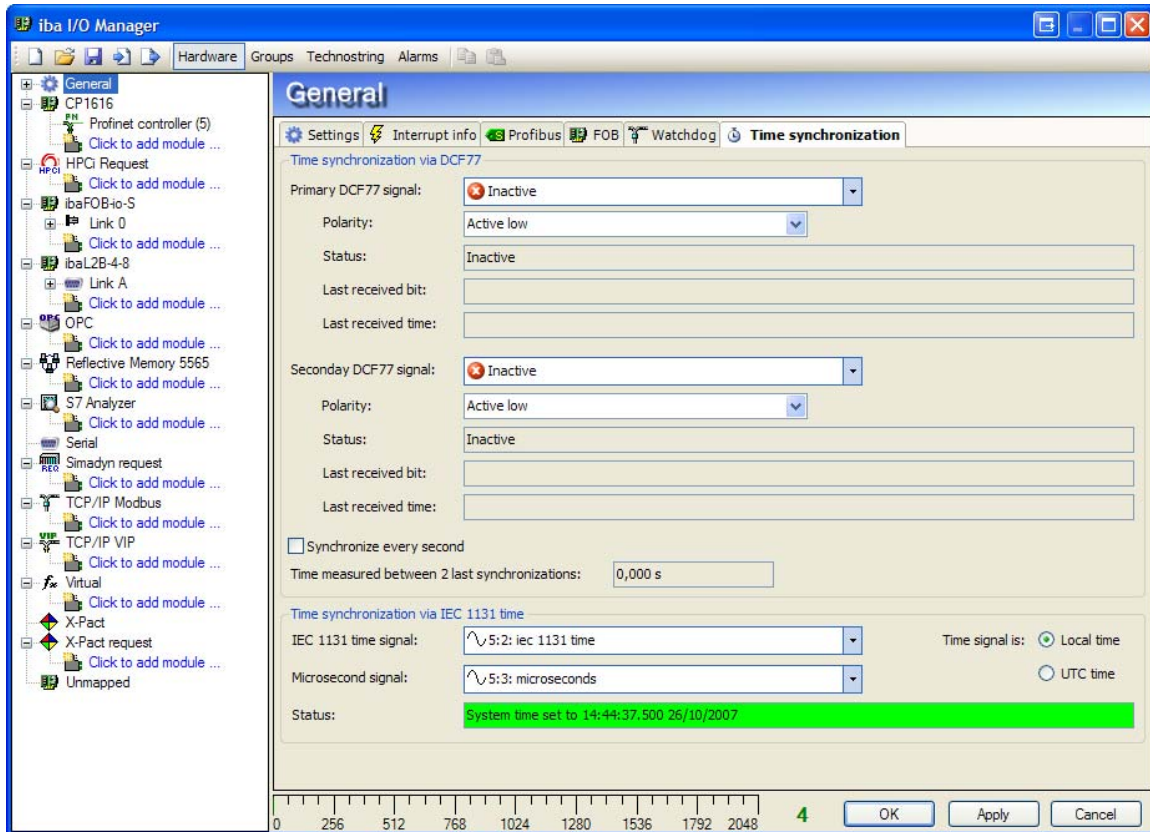 iba I/O Manager
Hardware Groups Technostring Alarms
General
CP1616
PN
Profinet controller (5)
Click to add module ...
HPCi Request
HPCi
Click to add module ...
ibaFOB-io-S
Link 0
Click to add module ...
ibaL2B-4-8
Link A
Click to add module ...
OPC
OPC
Click to add module ...
Reflective Memory 5565
Click to add module ...
S7 Analyzer
Click to add module ...
Serial
Simadyn request
REQ
Click to add module ...
TCP/IP Modbus
Click to add module ...
VIP
TCP/IP VIP
Click to add module ...
fx Virtual
Click to add module ...
X-Pact
X-Pact request
Click to add module ...
Unmapped
General
Settings Interrupt info Profibus FOB Watchdog Time synchronization
Time synchronization via DCF77
Primary DCF77 signal: Inactive
Polarity: Active low
Status: Inactive
Last received bit:
Last received time:
Seconday DCF77 signal: Inactive
Polarity: Active low
Status: Inactive
Last received bit:
Last received time:
Synchronize every second
Time measured between 2 last synchronizations: 0,000 s
Time synchronization via IEC 1131 time
IEC 1131 time signal: 5:2: iec 1131 time Time signal is: Local time
Microsecond signal: 5:3: microseconds UTC time
Status: System time set to 14:44:37.500 26/10/2007
0 256 512 768 1024 1280 1536 1792 2048
4 OK Apply Cancel